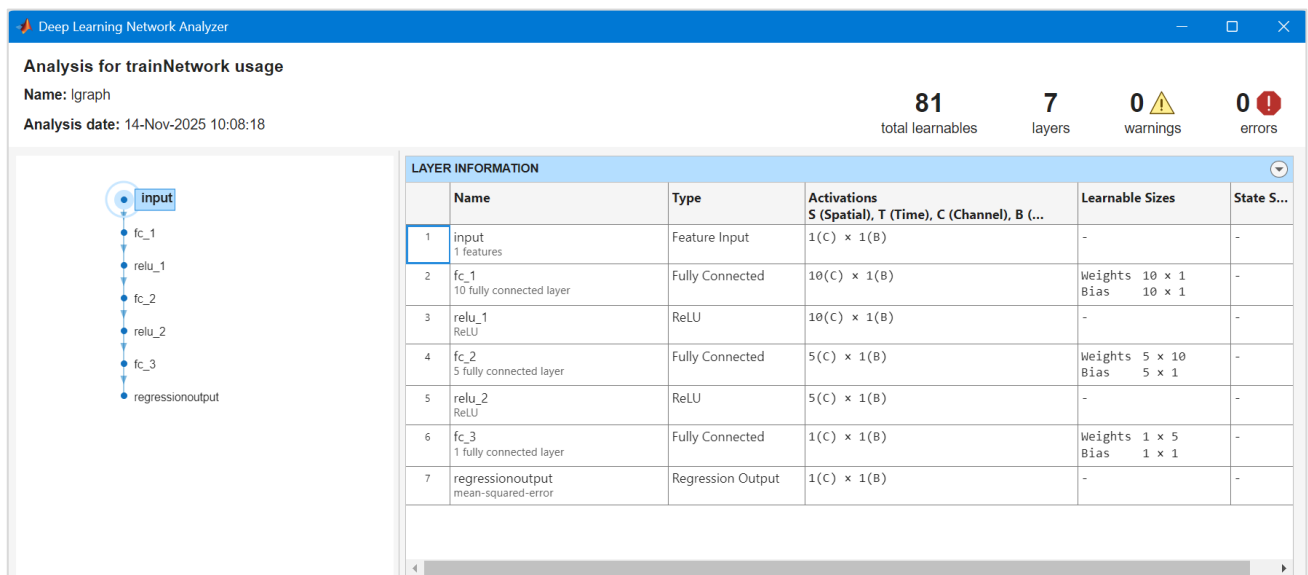 Deep Learning Network Analyzer
Analysis for trainNetwork usage
Name: lgraph
Analysis date: 14-Nov-2025 10:08:18
81
total learnables
7
layers
0
warnings
0
errors
input
fc_1
relu_1
fc_2
relu_2
fc_3
regressionoutput
LAYER INFORMATION
Name Type Activations Learnable Sizes State S...
S (Spatial), T (Time), C (Channel), B (...
1 input Feature Input 1(C) × 1(B) - -
1 features
2 fc_1 Fully Connected 10(C) × 1(B) Weights 10 × 1 -
10 fully connected layer Bias 10 × 1
3 relu_1 ReLU 10(C) × 1(B) - -
ReLU
4 fc_2 Fully Connected 5(C) × 1(B) Weights 5 × 10 -
5 fully connected layer Bias 5 × 1
5 relu_2 ReLU 5(C) × 1(B) - -
ReLU
6 fc_3 Fully Connected 1(C) × 1(B) Weights 1 × 5 -
1 fully connected layer Bias 1 × 1
7 regressionoutput Regression Output 1(C) × 1(B) - -
mean-squared-error